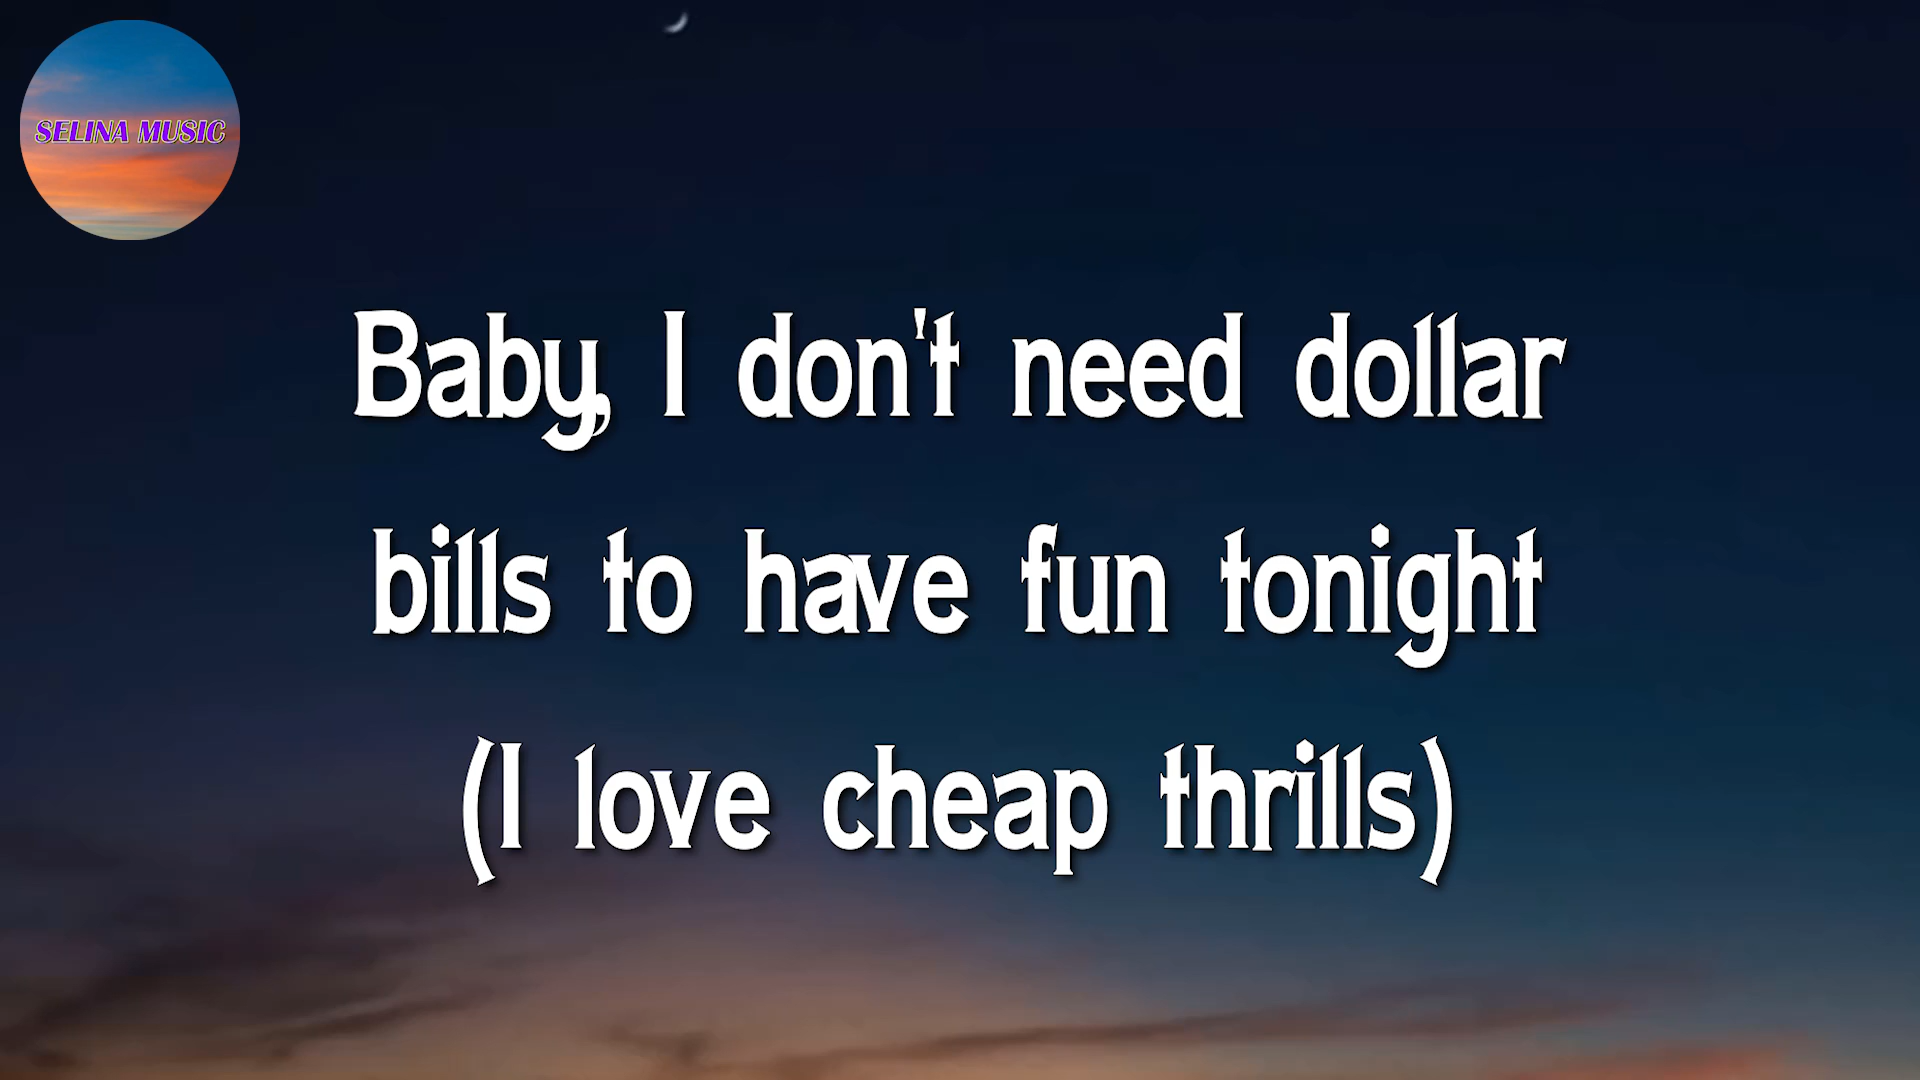 SELINA MUSIC
Baby, I don't need dollar
bills to have fun tonight
(I love cheap thrills)